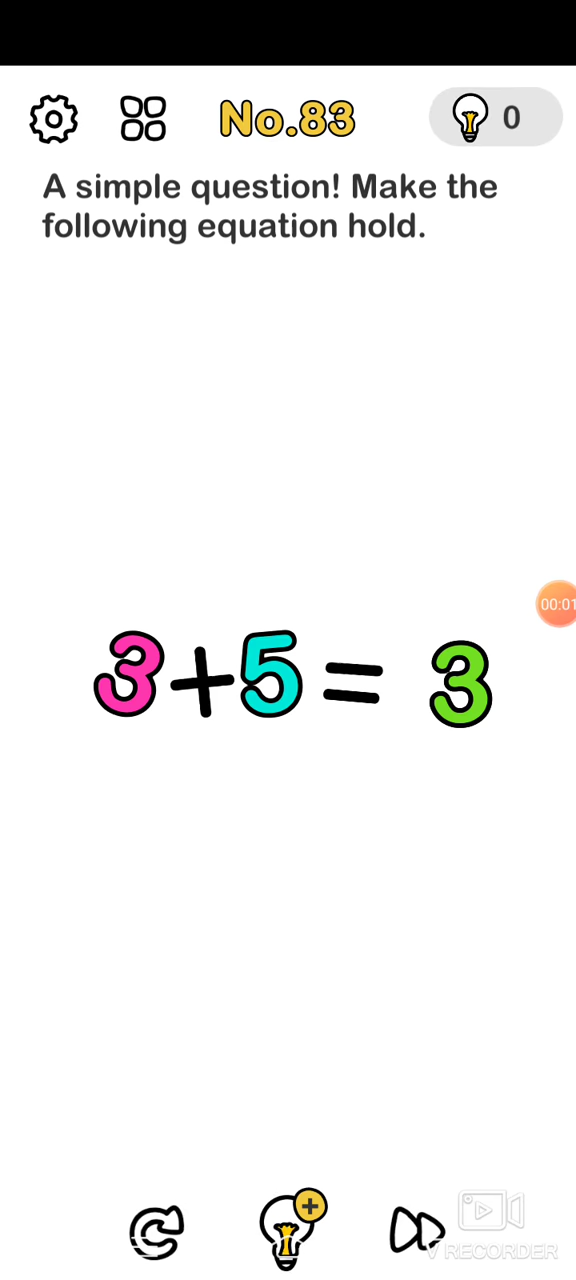 No.83
0
A simple question! Make the
following equation hold.
00:01
3+5= 3
V RECORDER